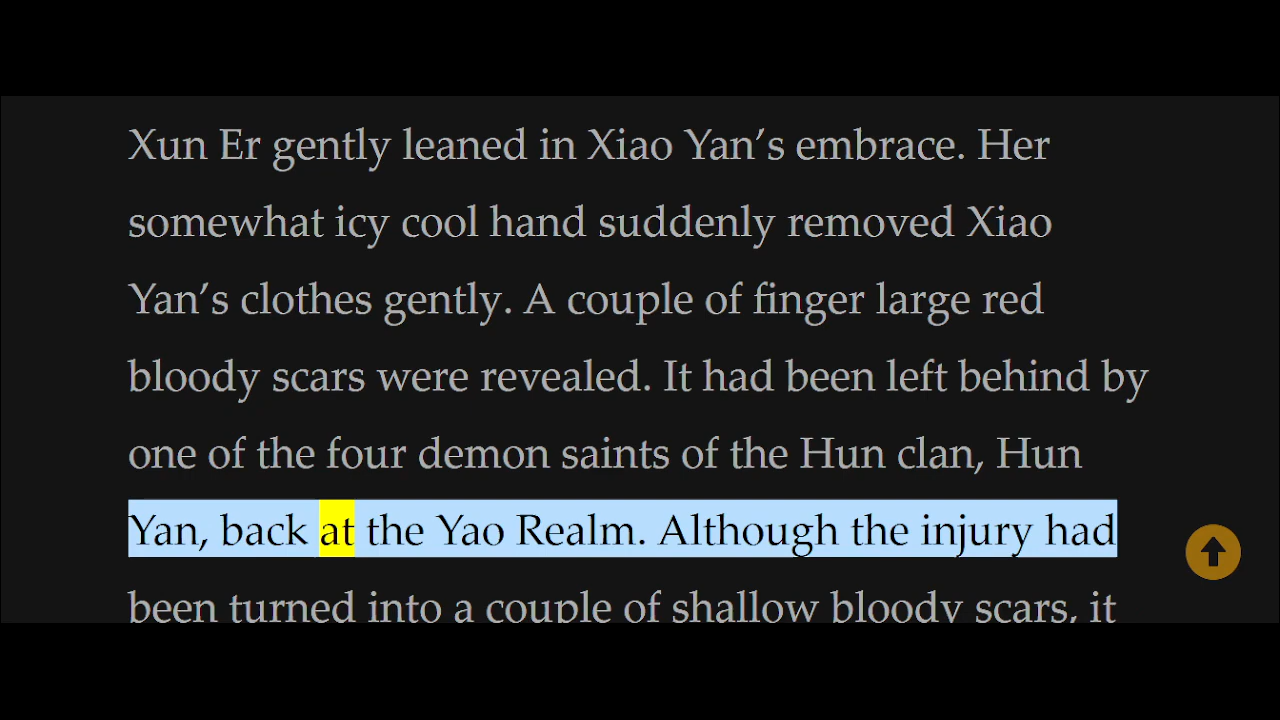 Xun Er gently leaned in Xiao Yan’s embrace. Her
somewhat icy cool hand suddenly removed Xiao
Yan’s clothes gently. A couple of finger large red
bloody scars were revealed. It had been left behind by
one of the four demon saints of the Hun clan, Hun
Yan, back at the Yao Realm. Although the injury had
been turned into a couple of shallow bloody scars, it